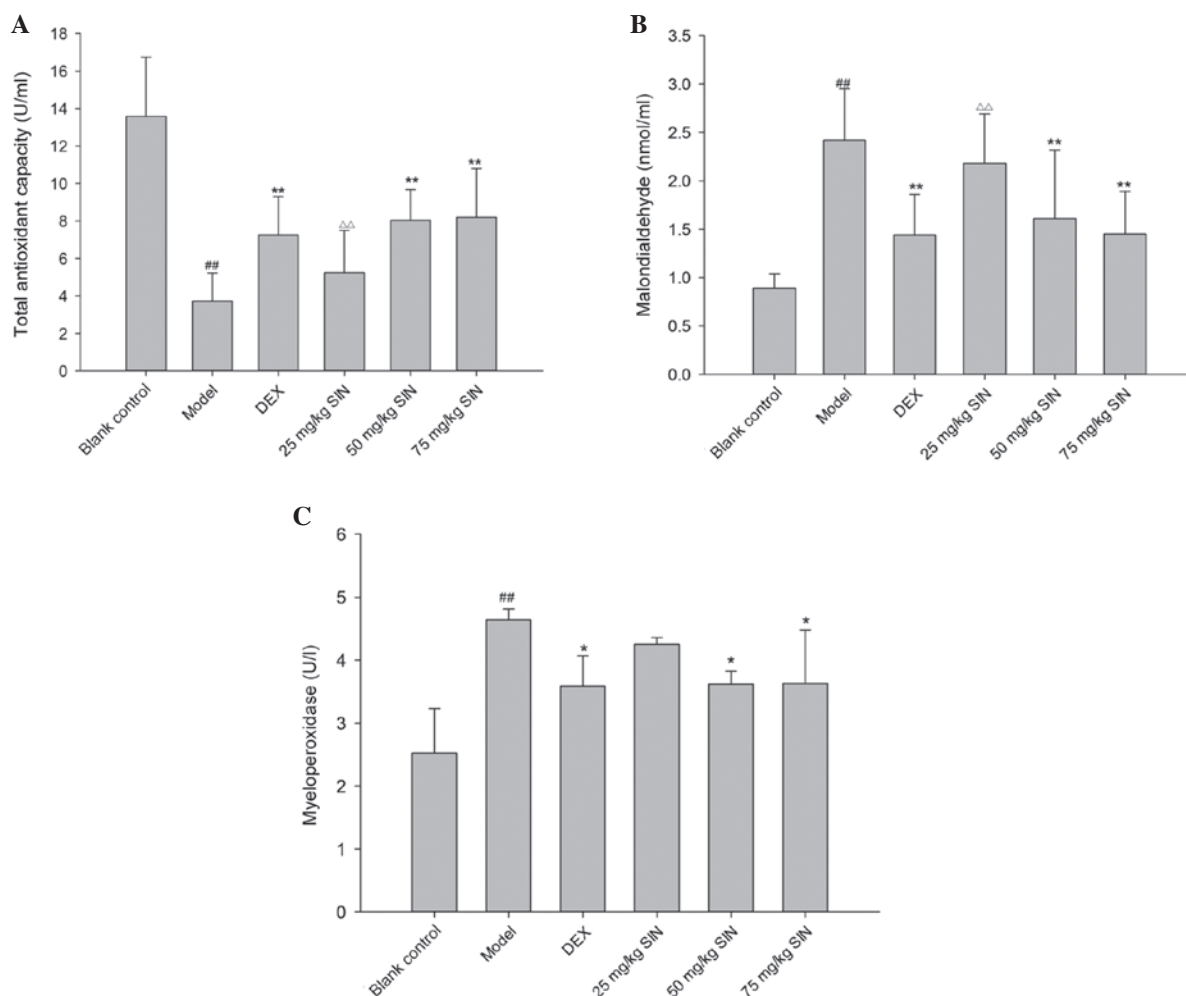 A
Total antioxidant capacity (U/ml)
18
16
14
12
10
8
6
4
2
0
##
**
△△
**
**
Blank control
Model
DEX
25 mg/kg SIN
50 mg/kg SIN
75 mg/kg SIN
B
Malondialdehyde (nmol/ml)
3.5
3.0
2.5
2.0
1.5
1.0
0.5
0.0
##
**
△△
**
**
Blank control
Model
DEX
25 mg/kg SIN
50 mg/kg SIN
75 mg/kg SIN
C
Myeloperoxidase (U/l)
6
5
4
3
2
1
0
##
*
*
*
Blank control
Model
DEX
25 mg/kg SIN
50 mg/kg SIN
75 mg/kg SIN